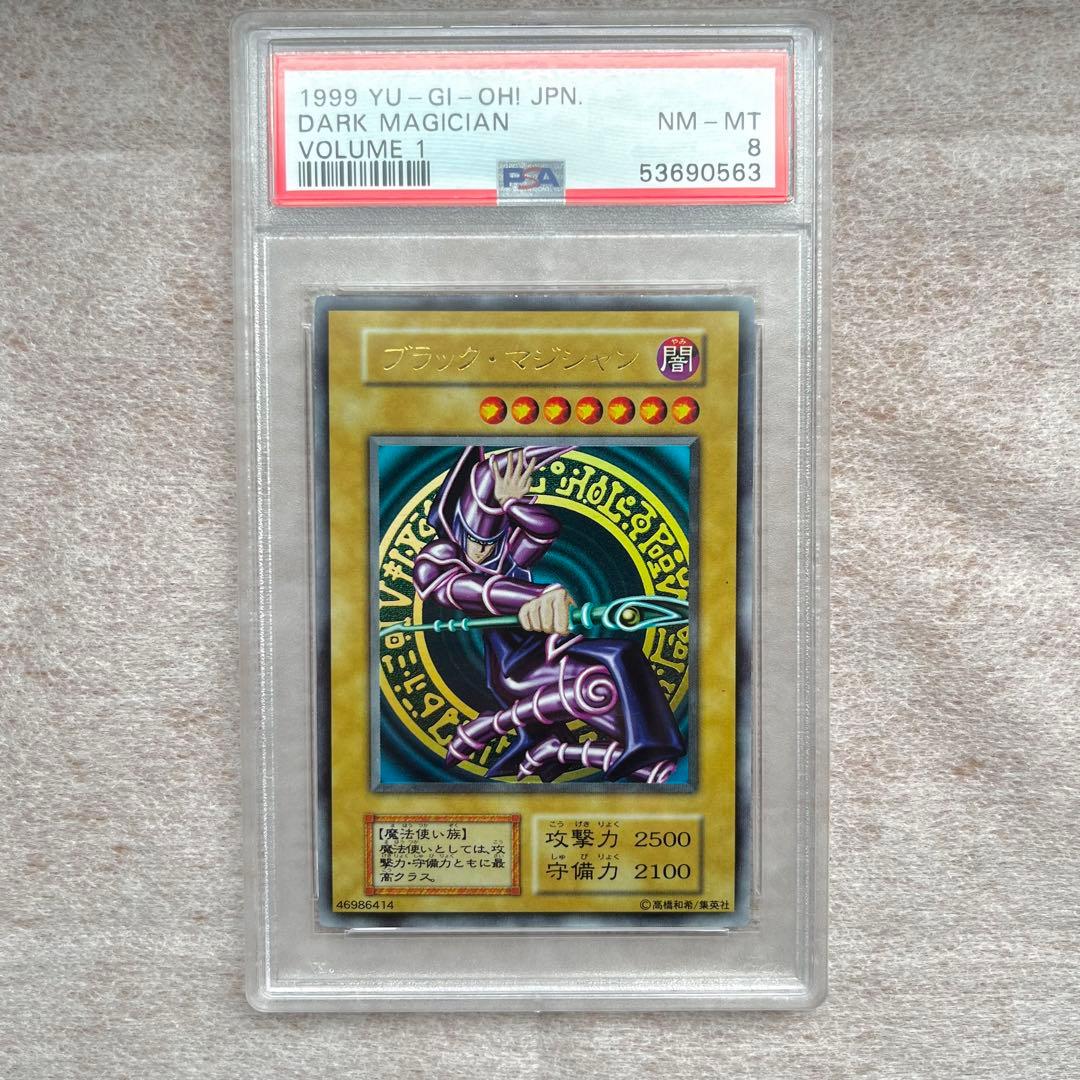 1999 YU-GI-OH! JPN.
DARK MAGICIAN NM-MT
VOLUME 1 8
PSA 53690563
ブラック・マジシャン
やみ
闇
【魔法使い族】
魔法使いとしては、攻
撃力・守備力ともに最
高クラス。
こうげきりょく
攻撃力 2500
しゅびりょく
守備力 2100
46986414 ©高橋和希/集英社